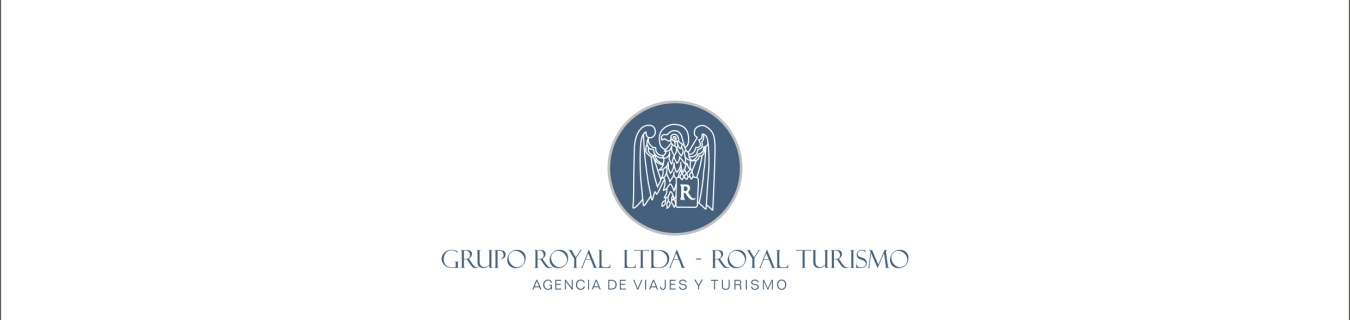 R
GRUPO ROYAL LTDA - ROYAL TURISMO
AGENCIA DE VIAJES Y TURISMO